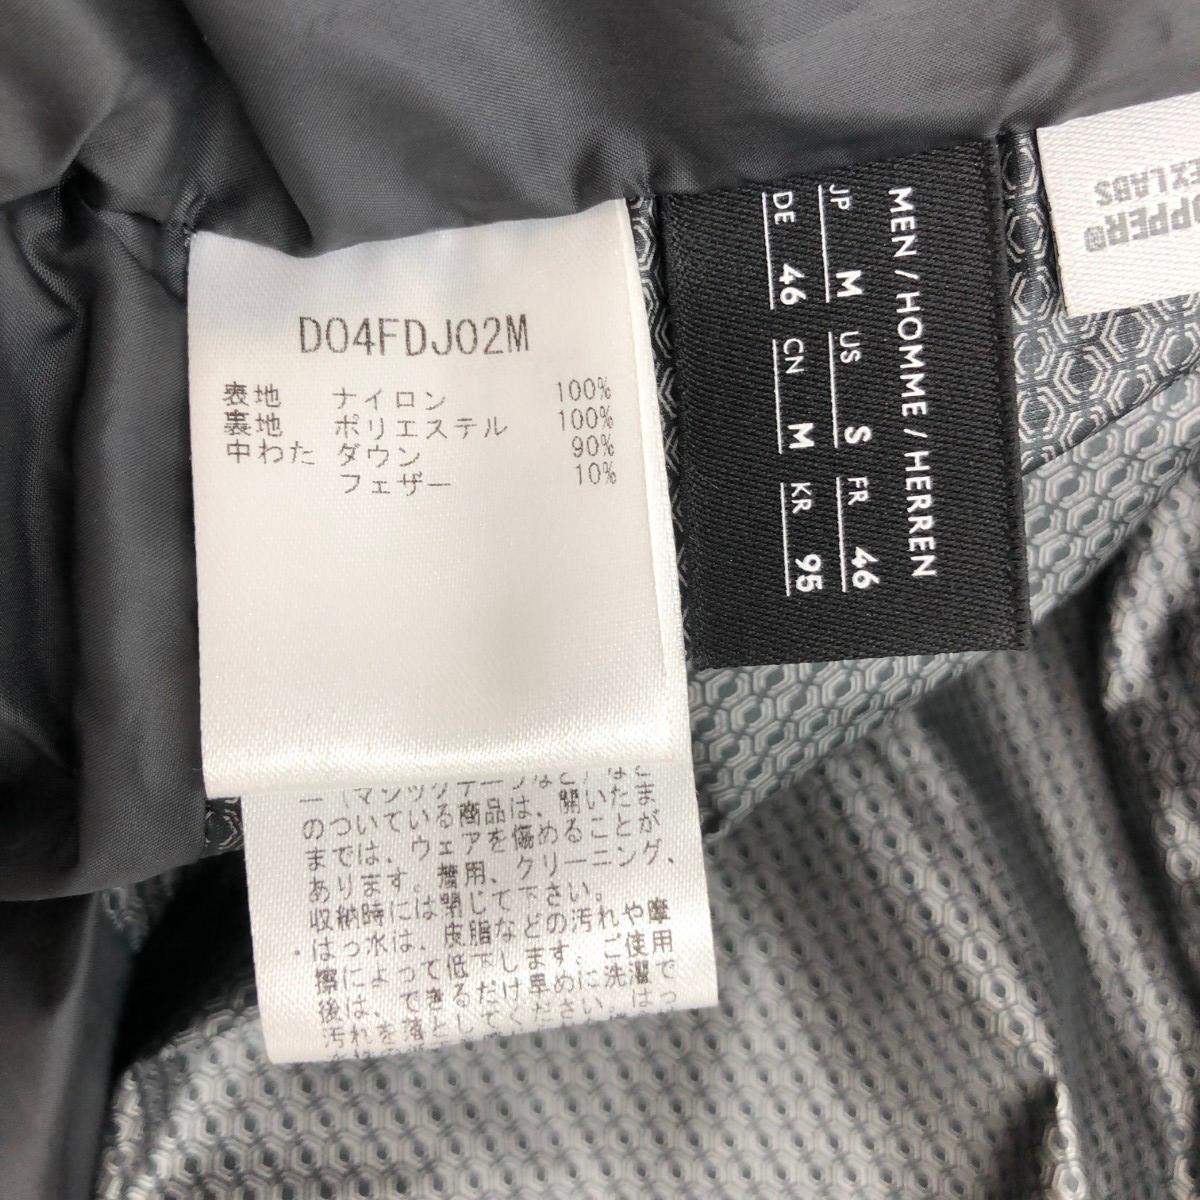 D04FDJ02M
表地 ナイロン 100%
裏地 ポリエステル 100%
中わた ダウン 90%
フェザー 10%
のついている商品は、開いたま
までは、ウェアを傷めることが
あります。着用、クリーニング、
収納時には閉じて下さい。
・はっ水は、皮脂などの汚れや摩
擦によって低下します。ご使用
後は、できるだけ早めに洗濯で
汚れを落としてください。はっ
MEN / HOMME / HERREN
JP M US S FR 46
DE 46 CN M KR 95
LABS